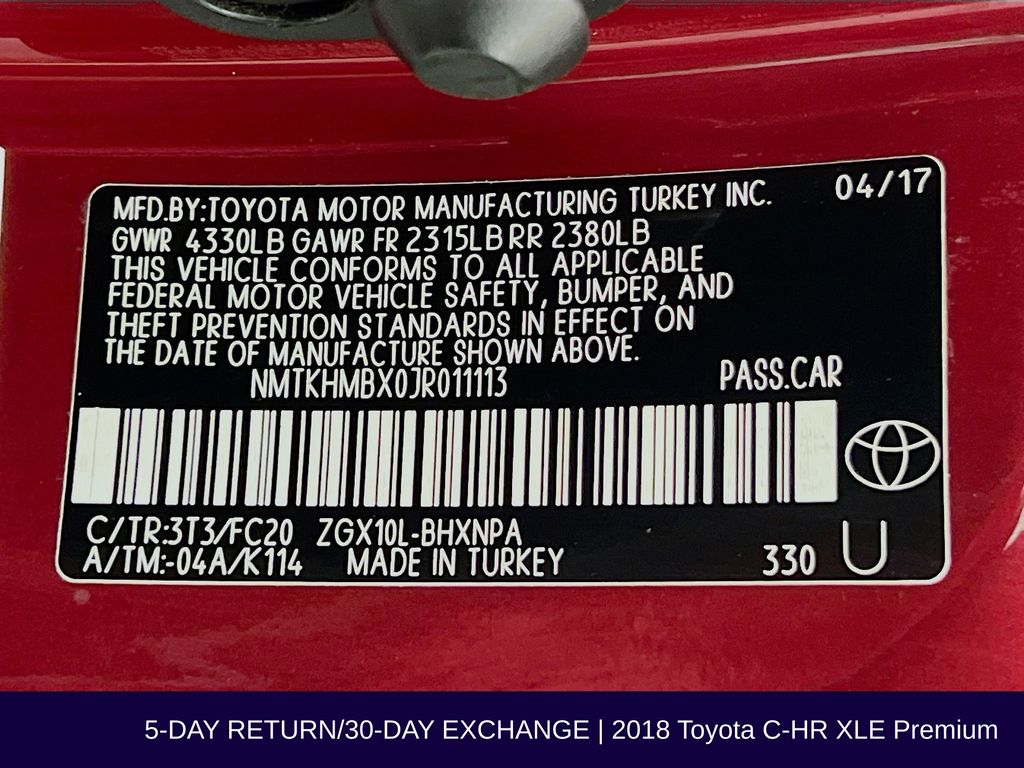 MFD.BY:TOYOTA MOTOR MANUFACTURING TURKEY INC. 04/17
GVWR 4330LB GAWR FR 2315LB RR 2380LB
THIS VEHICLE CONFORMS TO ALL APPLICABLE
FEDERAL MOTOR VEHICLE SAFETY, BUMPER, AND
THEFT PREVENTION STANDARDS IN EFFECT ON
THE DATE OF MANUFACTURE SHOWN ABOVE.
NMTKHMBX0JR011113 PASS.CAR
C/TR:3T3/FC20 ZGX10L-BHXNPA
A/TM:-04A/K114 MADE IN TURKEY 330 U
5-DAY RETURN/30-DAY EXCHANGE | 2018 Toyota C-HR XLE Premium